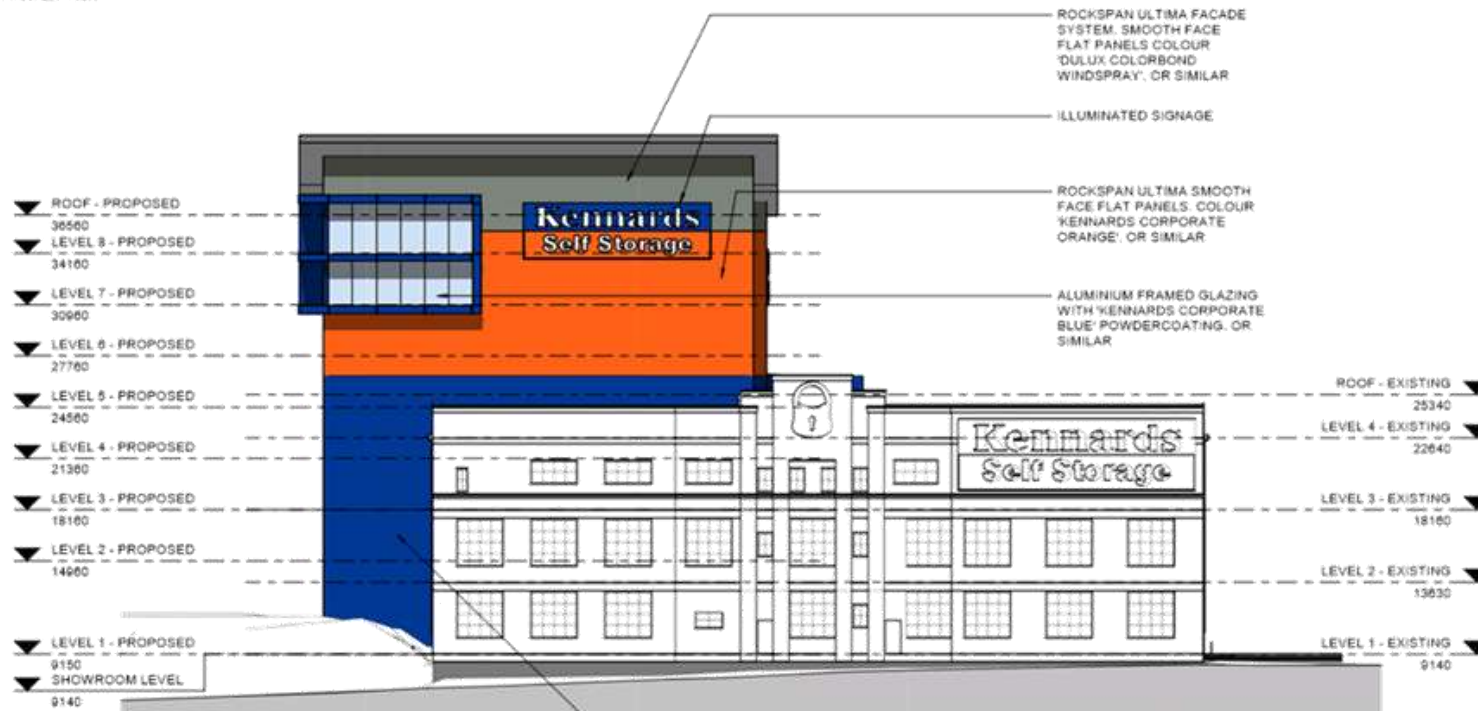 ROCKSPAN ULTIMA FACADE
SYSTEM. SMOOTH FACE
FLAT PANELS COLOUR
'DULUX COLORBOND
WINDSPRAY'. OR SIMILAR
ILLUMINATED SIGNAGE
ROCKSPAN ULTIMA SMOOTH
FACE FLAT PANELS. COLOUR
'KENNARDS CORPORATE
ORANGE'. OR SIMILAR
ALUMINIUM FRAMED GLAZING
WITH 'KENNARDS CORPORATE
BLUE' POWDERCOATING. OR
SIMILAR
Kennards
Self Storage
ROOF - PROPOSED
36560
LEVEL 8 - PROPOSED
34160
LEVEL 7 - PROPOSED
30960
LEVEL 6 - PROPOSED
27760
LEVEL 5 - PROPOSED
24560
LEVEL 4 - PROPOSED
21360
LEVEL 3 - PROPOSED
18160
LEVEL 2 - PROPOSED
14960
LEVEL 1 - PROPOSED
9150
SHOWROOM LEVEL
9140
Kennards
Self Storage
ROOF - EXISTING
25340
LEVEL 4 - EXISTING
22640
LEVEL 3 - EXISTING
18160
LEVEL 2 - EXISTING
13630
LEVEL 1 - EXISTING
9140